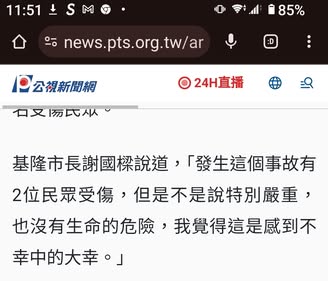 11:51 S M 85%
news.pts.org.tw/ar :D
公視新聞網 24H直播
名受傷民眾。
基隆市長謝國樑說道，「發生這個事故有
2位民眾受傷，但是不是說特別嚴重，
也沒有生命的危險，我覺得這是感到不
幸中的大幸。」